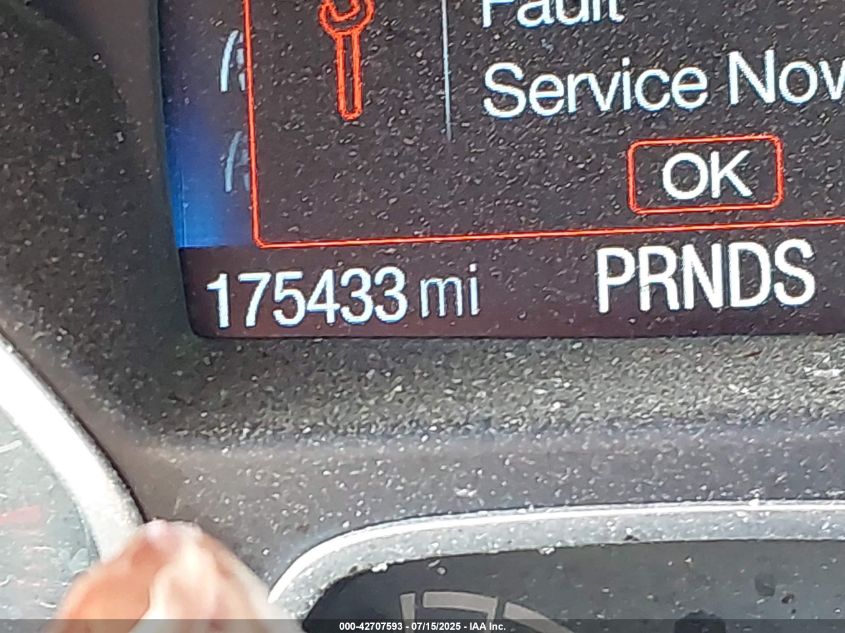 Fault
Service Now
OK
175433 mi
PRNDS
000-42707593 - 07/15/2025 - IAA Inc.